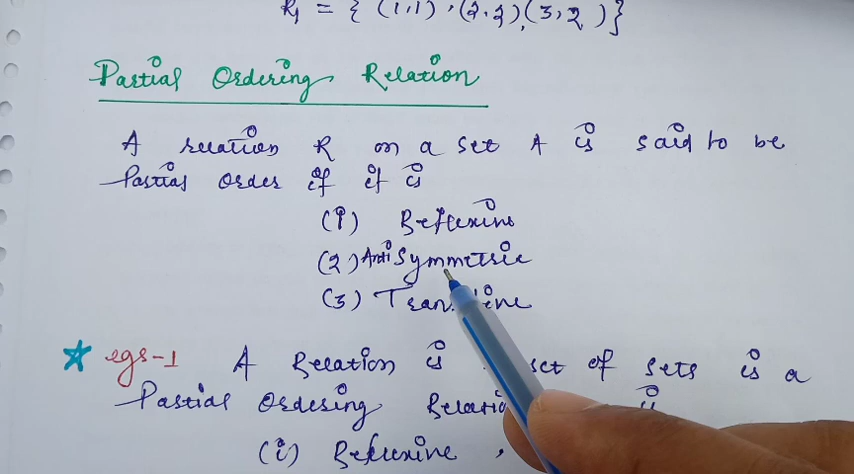 R₁ = { (1,1), (2,2), (3,2) }
Partial Ordering Relation
A relation R on a set A is said to be
Partial Order if it is
(i) Reflexive
(2) Anti Symmetric
(3) Transitive
egs-1 A Relation is set of sets is a
Partial Ordering
(i) Reflexive ,